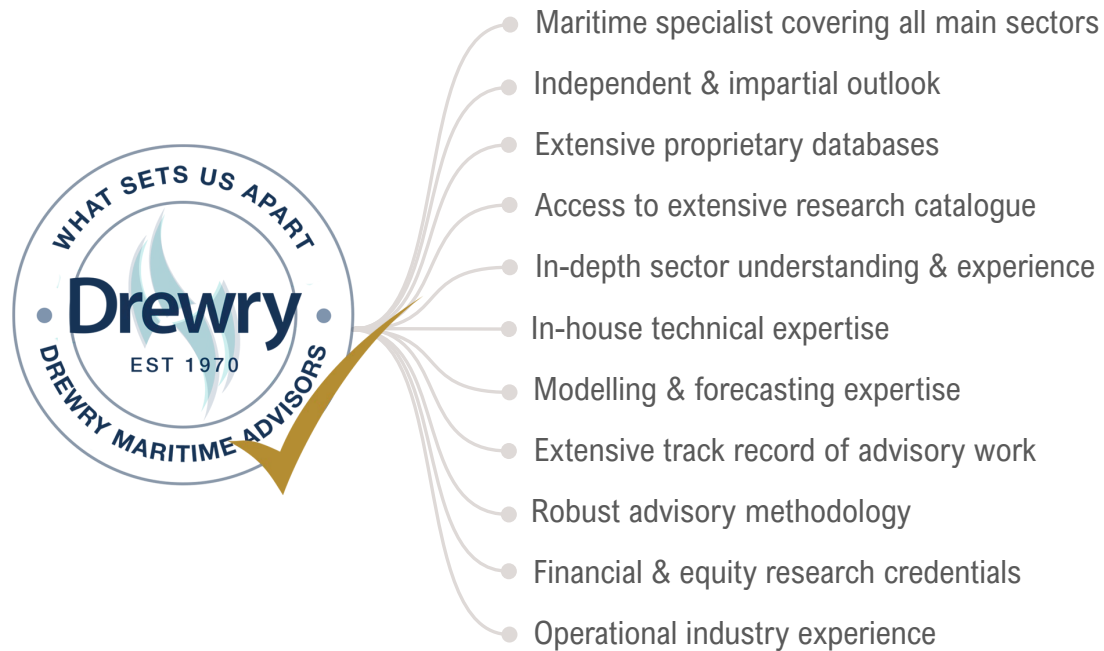 WHAT SETS US APART
Drewry
EST 1970
DREWRY MARITIME ADVISORS
Maritime specialist covering all main sectors
Independent & impartial outlook
Extensive proprietary databases
Access to extensive research catalogue
In-depth sector understanding & experience
In-house technical expertise
Modelling & forecasting expertise
Extensive track record of advisory work
Robust advisory methodology
Financial & equity research credentials
Operational industry experience